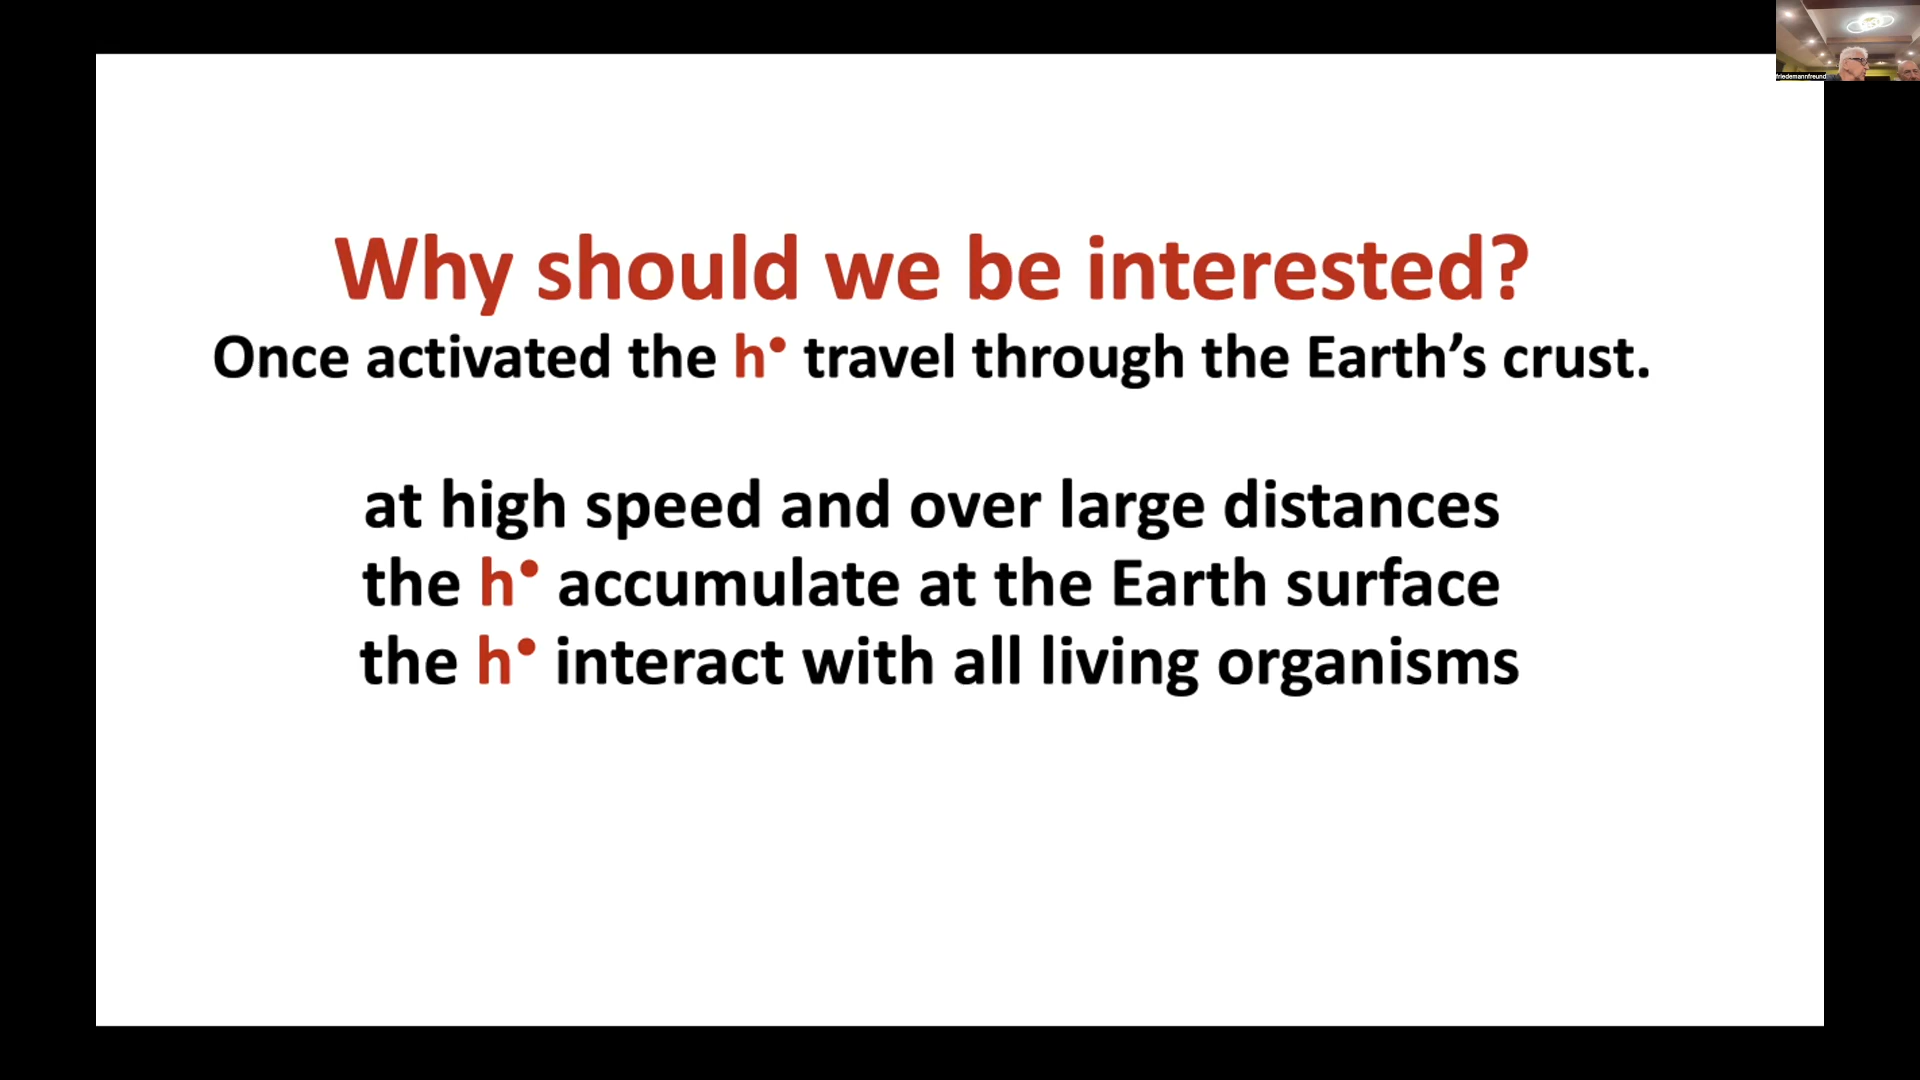 friedemannfreund
Why should we be interested?
Once activated the h• travel through the Earth’s crust.
at high speed and over large distances
the h• accumulate at the Earth surface
the h• interact with all living organisms